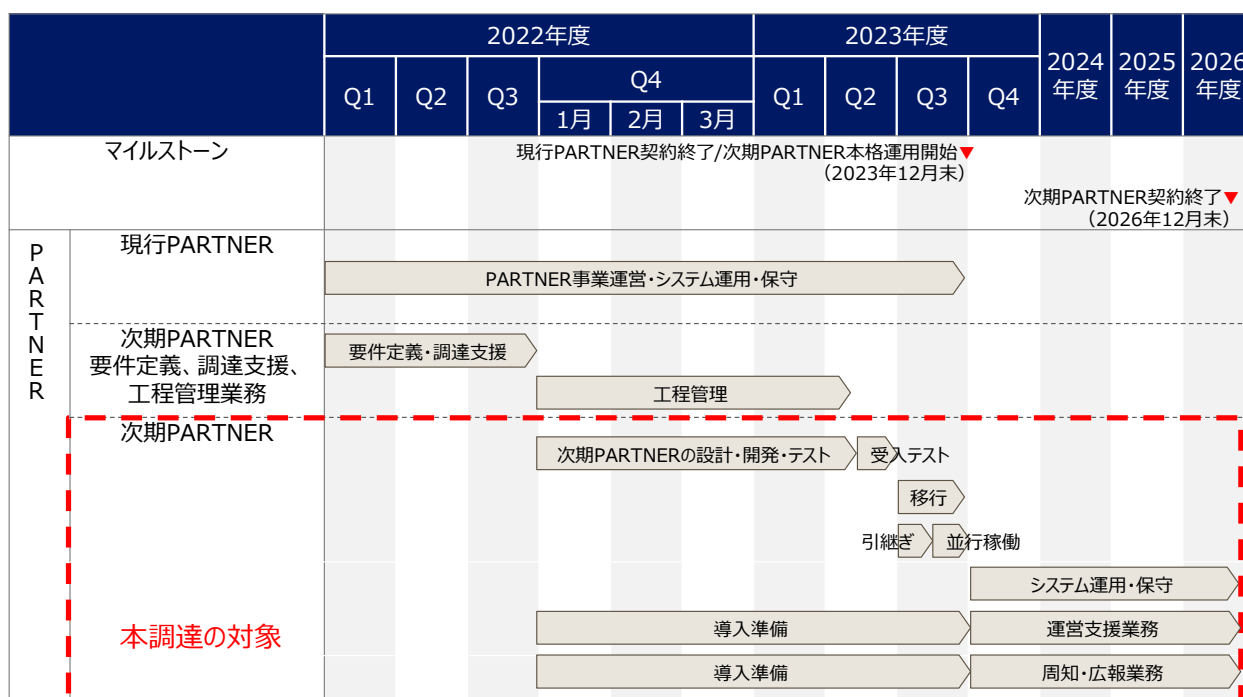 2022年度
2023年度
2024
年度
2025
年度
2026
年度
Q1
Q2
Q3
Q4
Q1
Q2
Q3
Q4
1月
2月
3月
マイルストーン
現行PARTNER契約終了/次期PARTNER本格運用開始▼
（2023年12月末）
次期PARTNER契約終了▼
（2026年12月末）
PARTNER
現行PARTNER
PARTNER事業運営・システム運用・保守
次期PARTNER
要件定義、調達支援、
工程管理業務
要件定義・調達支援
工程管理
次期PARTNER
次期PARTNERの設計・開発・テスト
受入テスト
移行
引継ぎ
並行稼働
システム運用・保守
本調達の対象
導入準備
運営支援業務
導入準備
周知・広報業務